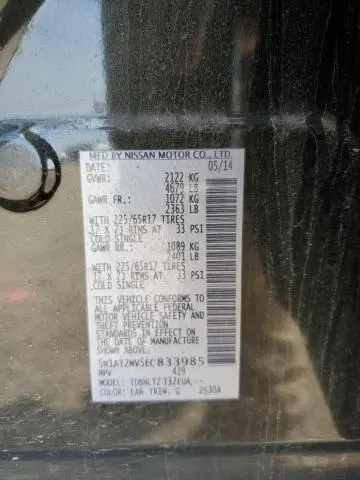 MFD BY NISSAN MOTOR CO., LTD.
DATE: 05/14
GVWR: 2122 KG
4679 LB
GAWR FR.: 1072 KG
2363 LB
WITH 225/65R17 TIRES
17 X 7J RIMS AT 33 PSI
COLD SINGLE
GAWR RR.: 1089 KG
2401 LB
WITH 225/65R17 TIRES
17 X 7J RIMS AT 33 PSI
COLD SINGLE
THIS VEHICLE CONFORMS
TO ALL APPLICABLE FEDERAL
MOTOR VEHICLE SAFETY AND
THEFT PREVENTION
STANDARDS IN EFFECT ON
THE DATE OF MANUFACTURE
SHOWN ABOVE.
833985
MPV 439
MODEL:
COLOR: EAN TRIM: G 2530A